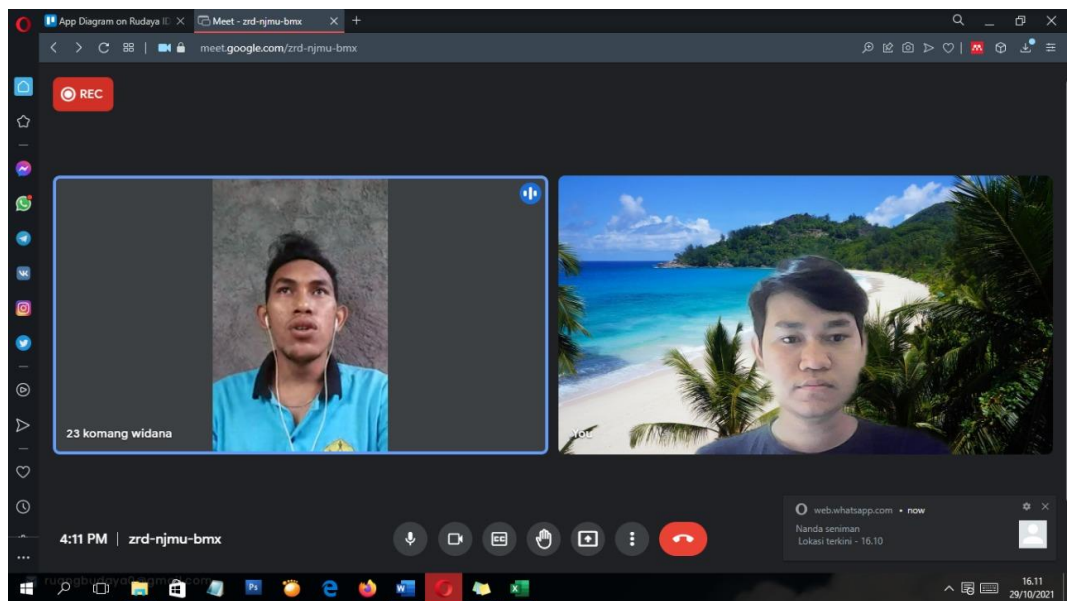 App Diagram on Rudaya ID
Meet - zrd-njmu-bmx
meet.google.com/zrd-njmu-bmx
REC
23 komang widana
You
4:11 PM | zrd-njmu-bmx
web.whatsapp.com • now
Nanda seniman
Lokasi terkini - 16.10
16.11
29/10/2021